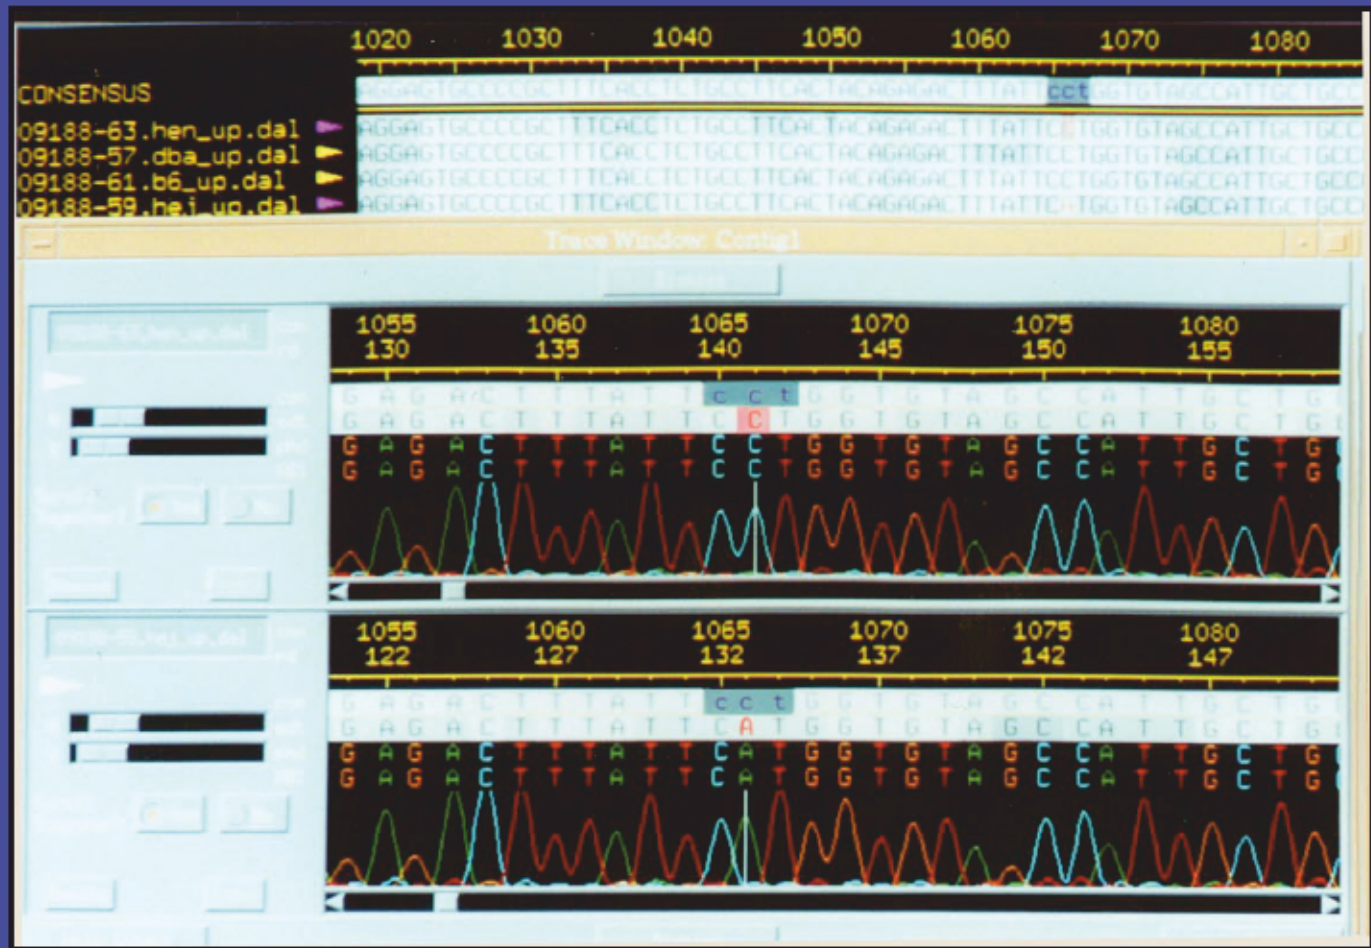 1020 1030 1040 1050 1060 1070 1080
CONSENSUS AGGAGTGCCCCGCTTTCACCTCTGCCTTCACTACAGAGACTTTATTcctGGTGTAGCCATTGCTGCC
09188-63.hen_up.dal AGGAGTGCCCCGCTTTCACCTCTGCCTTCACTACAGAGACTTTATTCCTGGTGTAGCCATTGCTGCC
09188-57.dba_up.dal AGGAGTGCCCCGCTTTCACCTCTGCCTTCACTACAGAGACTTTATTCCTGGTGTAGCCATTGCTGCC
09188-61.b6_up.dal AGGAGTGCCCCGCTTTCACCTCTGCCTTCACTACAGAGACTTTATTCCTGGTGTAGCCATTGCTGCC
09188-59.hej_up.dal AGGAGTGCCCCGCTTTCACCTCTGCCTTCACTACAGAGACTTTATTCATGGTGTAGCCATTGCTGCC
Trace Window: Contig1
1055 1060 1065 1070 1075 1080
130 135 140 145 150 155
G A G A C T T T A T T c c t G G T G T A G C C A T T G C T G
G A G A C T T T A T T C C T G G T G T A G C C A T T G C T G
G A G A C T T T A T T C C T G G T G T A G C C A T T G C T G
G A G A C T T T A T T C C T G G T G T A G C C A T T G C T G
1055 1060 1065 1070 1075 1080
122 127 132 137 142 147
G A G A C T T T A T T c c t G G T G T A G C C A T T G C T G
G A G A C T T T A T T C A T G G T G T A G C C A T T G C T G
G A G A C T T T A T T C A T G G T G T A G C C A T T G C T G
G A G A C T T T A T T C A T G G T G T A G C C A T T G C T G